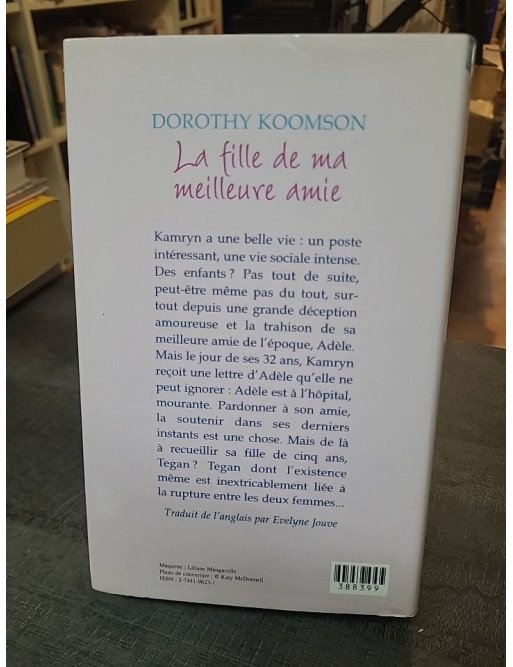 DOROTHY KOOMSON
La fille de ma
meilleure amie
Kamryn a une belle vie : un poste
intéressant, une vie sociale intense.
Des enfants ? Pas tout de suite,
peut-être même pas du tout, sur-
tout depuis une grande déception
amoureuse et la trahison de sa
meilleure amie de l'époque, Adèle.
Mais le jour de ses 32 ans, Kamryn
reçoit une lettre d'Adèle qu'elle ne
peut ignorer : Adèle est à l'hôpital,
mourante. Pardonner à son amie,
la soutenir dans ses derniers
instants est une chose. Mais de là
à recueillir sa fille de cinq ans,
Tegan ? Tegan dont l'existence
même est inextricablement liée à
la rupture entre les deux femmes...
Traduit de l'anglais par Evelyne Jouve
Maquette : Liliane Mangavelle
Photo de couverture : © Katy McDonnell
ISBN : 2-7441-9623-1
388399